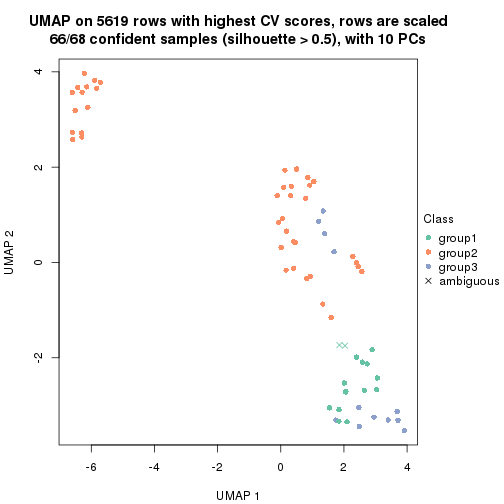 UMAP on 5619 rows with highest CV scores, rows are scaled
66/68 confident samples (silhouette > 0.5), with 10 PCs
4
2
0
-2
UMAP 2
-6
-4
-2
0
2
4
UMAP 1
Class
group1
group2
group3
ambiguous